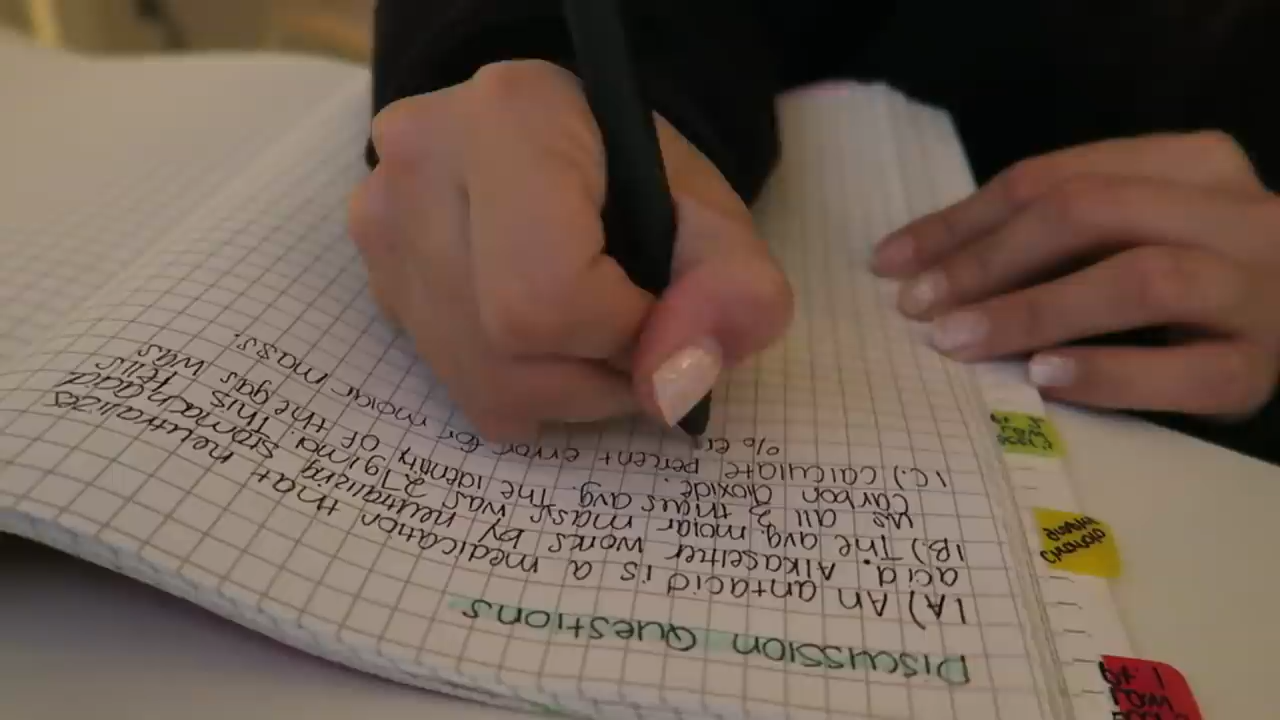 Discussion Questions
1A) An antacid is a medication that neutralizes
acid. Alkaseltzer works by neutralizing stomach acid
1B.) The avg. molar mass was 27g/mol. This tells
us all 3 trials avg. The identity of the gas was
carbon dioxide.
1C.) Calculate percent error for molar mass.
% er